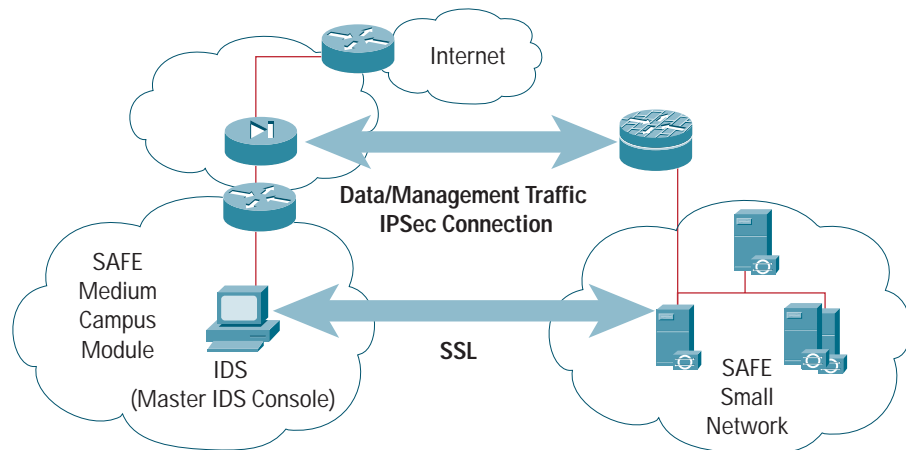 Internet
Data/Management Traffic
IPSec Connection
SAFE
Medium
Campus
Module
IDS
(Master IDS Console)
SSL
SAFE
Small
Network